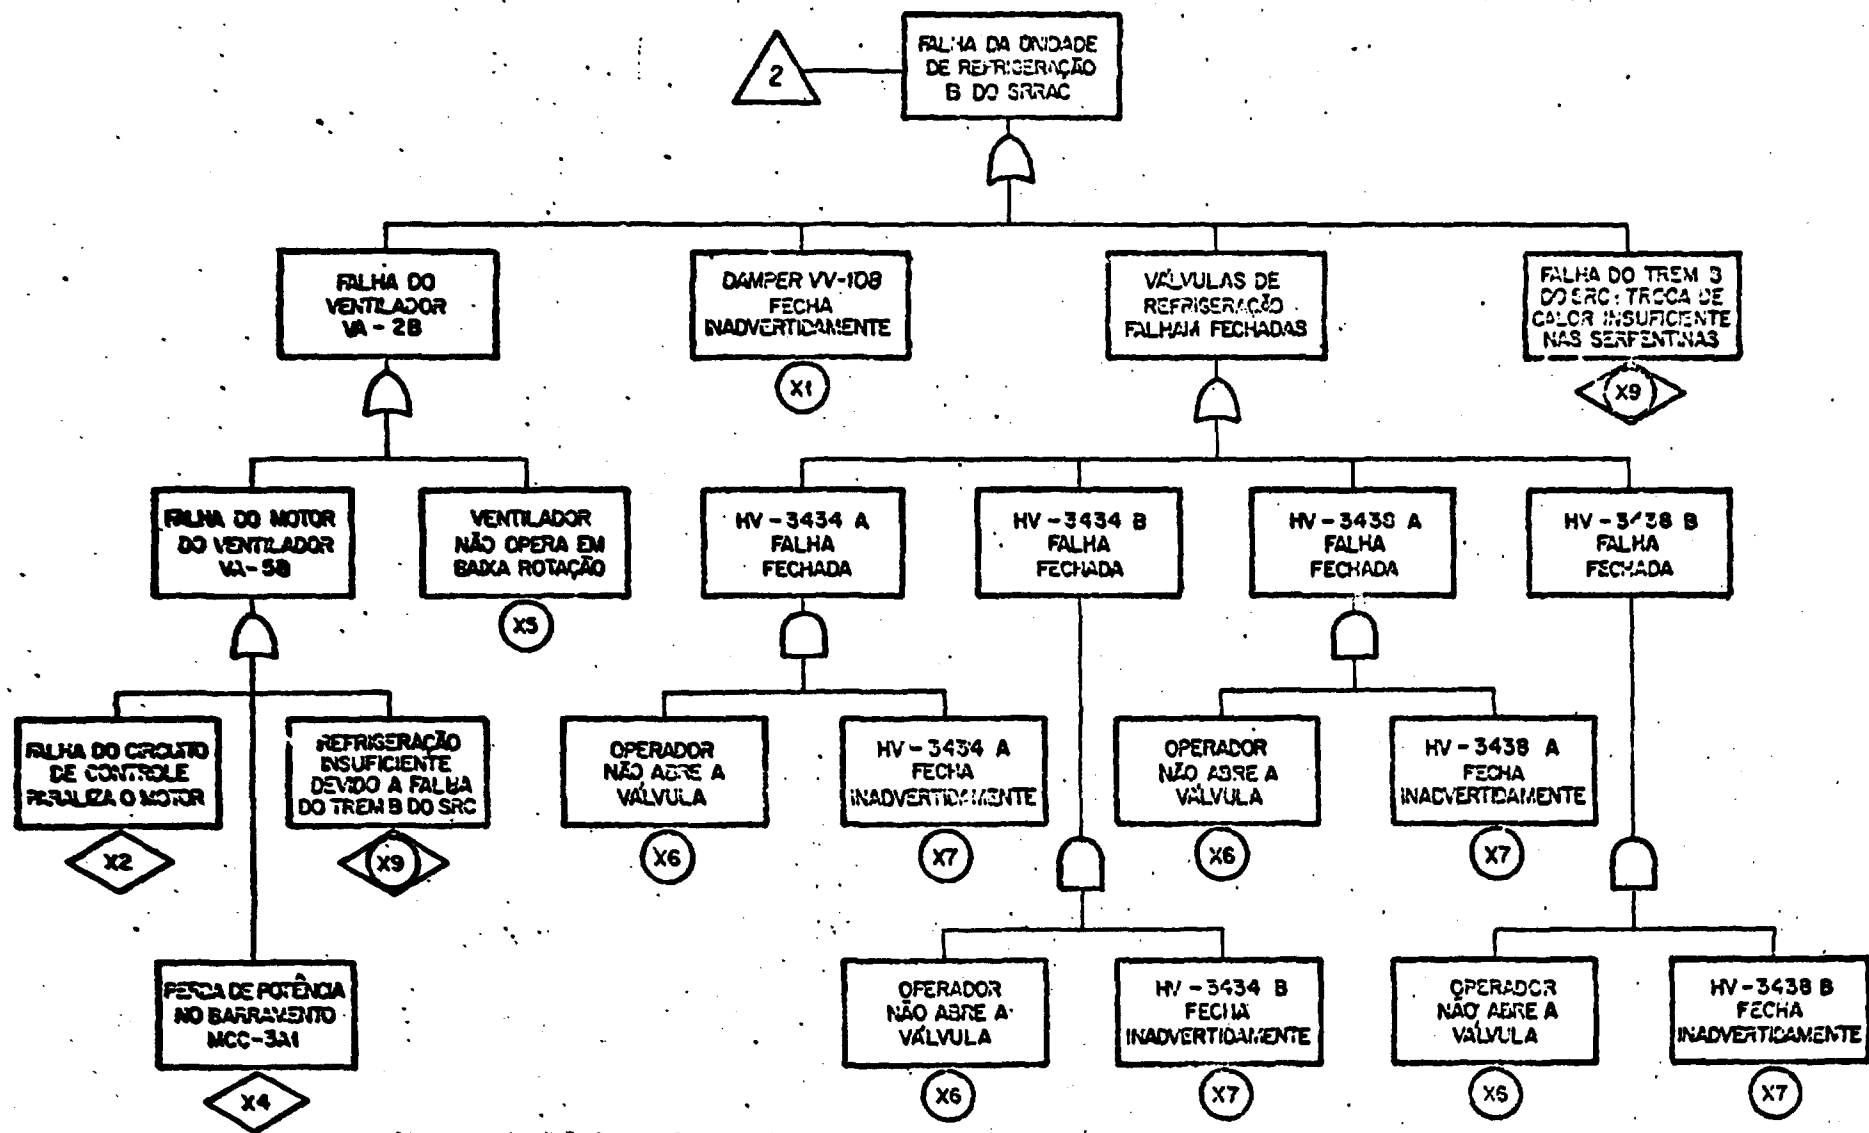 2
FALHA DA UNIDADE
DE REFRIGERAÇÃO
B DO SRRAC
FALHA DO
VENTILADOR
VA - 2B
DAMPER VV-108
FECHA
INADVERTIDAMENTE
X1
VÁLVULAS DE
REFRIGERAÇÃO
FALHAM FECHADAS
FALHA DO TREM B
DO SRC: TROCA DE
CALOR INSUFICIENTE
NAS SERPENTINAS
X9
FALHA DO MOTOR
DO VENTILADOR
VA-5B
VENTILADOR
NÃO OPERA EM
BAIXA ROTAÇÃO
X5
HV - 3434 A
FALHA
FECHADA
HV - 3434 B
FALHA
FECHADA
HV - 3438 A
FALHA
FECHADA
HV - 3438 B
FALHA
FECHADA
FALHA DO CIRCUITO
DE CONTROLE
PARALIZA O MOTOR
X2
REFRIGERAÇÃO
INSUFICIENTE
DEVIDO A FALHA
DO TREM B DO SRC
X9
OPERADOR
NÃO ABRE A
VÁLVULA
X6
HV - 3434 A
FECHA
INADVERTIDAMENTE
X7
OPERADOR
NÃO ABRE A
VÁLVULA
X6
HV - 3438 A
FECHA
INADVERTIDAMENTE
X7
PERDA DE POTÊNCIA
NO BARRAMENTO
MCC-3A1
X4
OPERADOR
NÃO ABRE A
VÁLVULA
X6
HV - 3434 B
FECHA
INADVERTIDAMENTE
X7
OPERADOR
NÃO ABRE A
VÁLVULA
X6
HV - 3438 B
FECHA
INADVERTIDAMENTE
X7